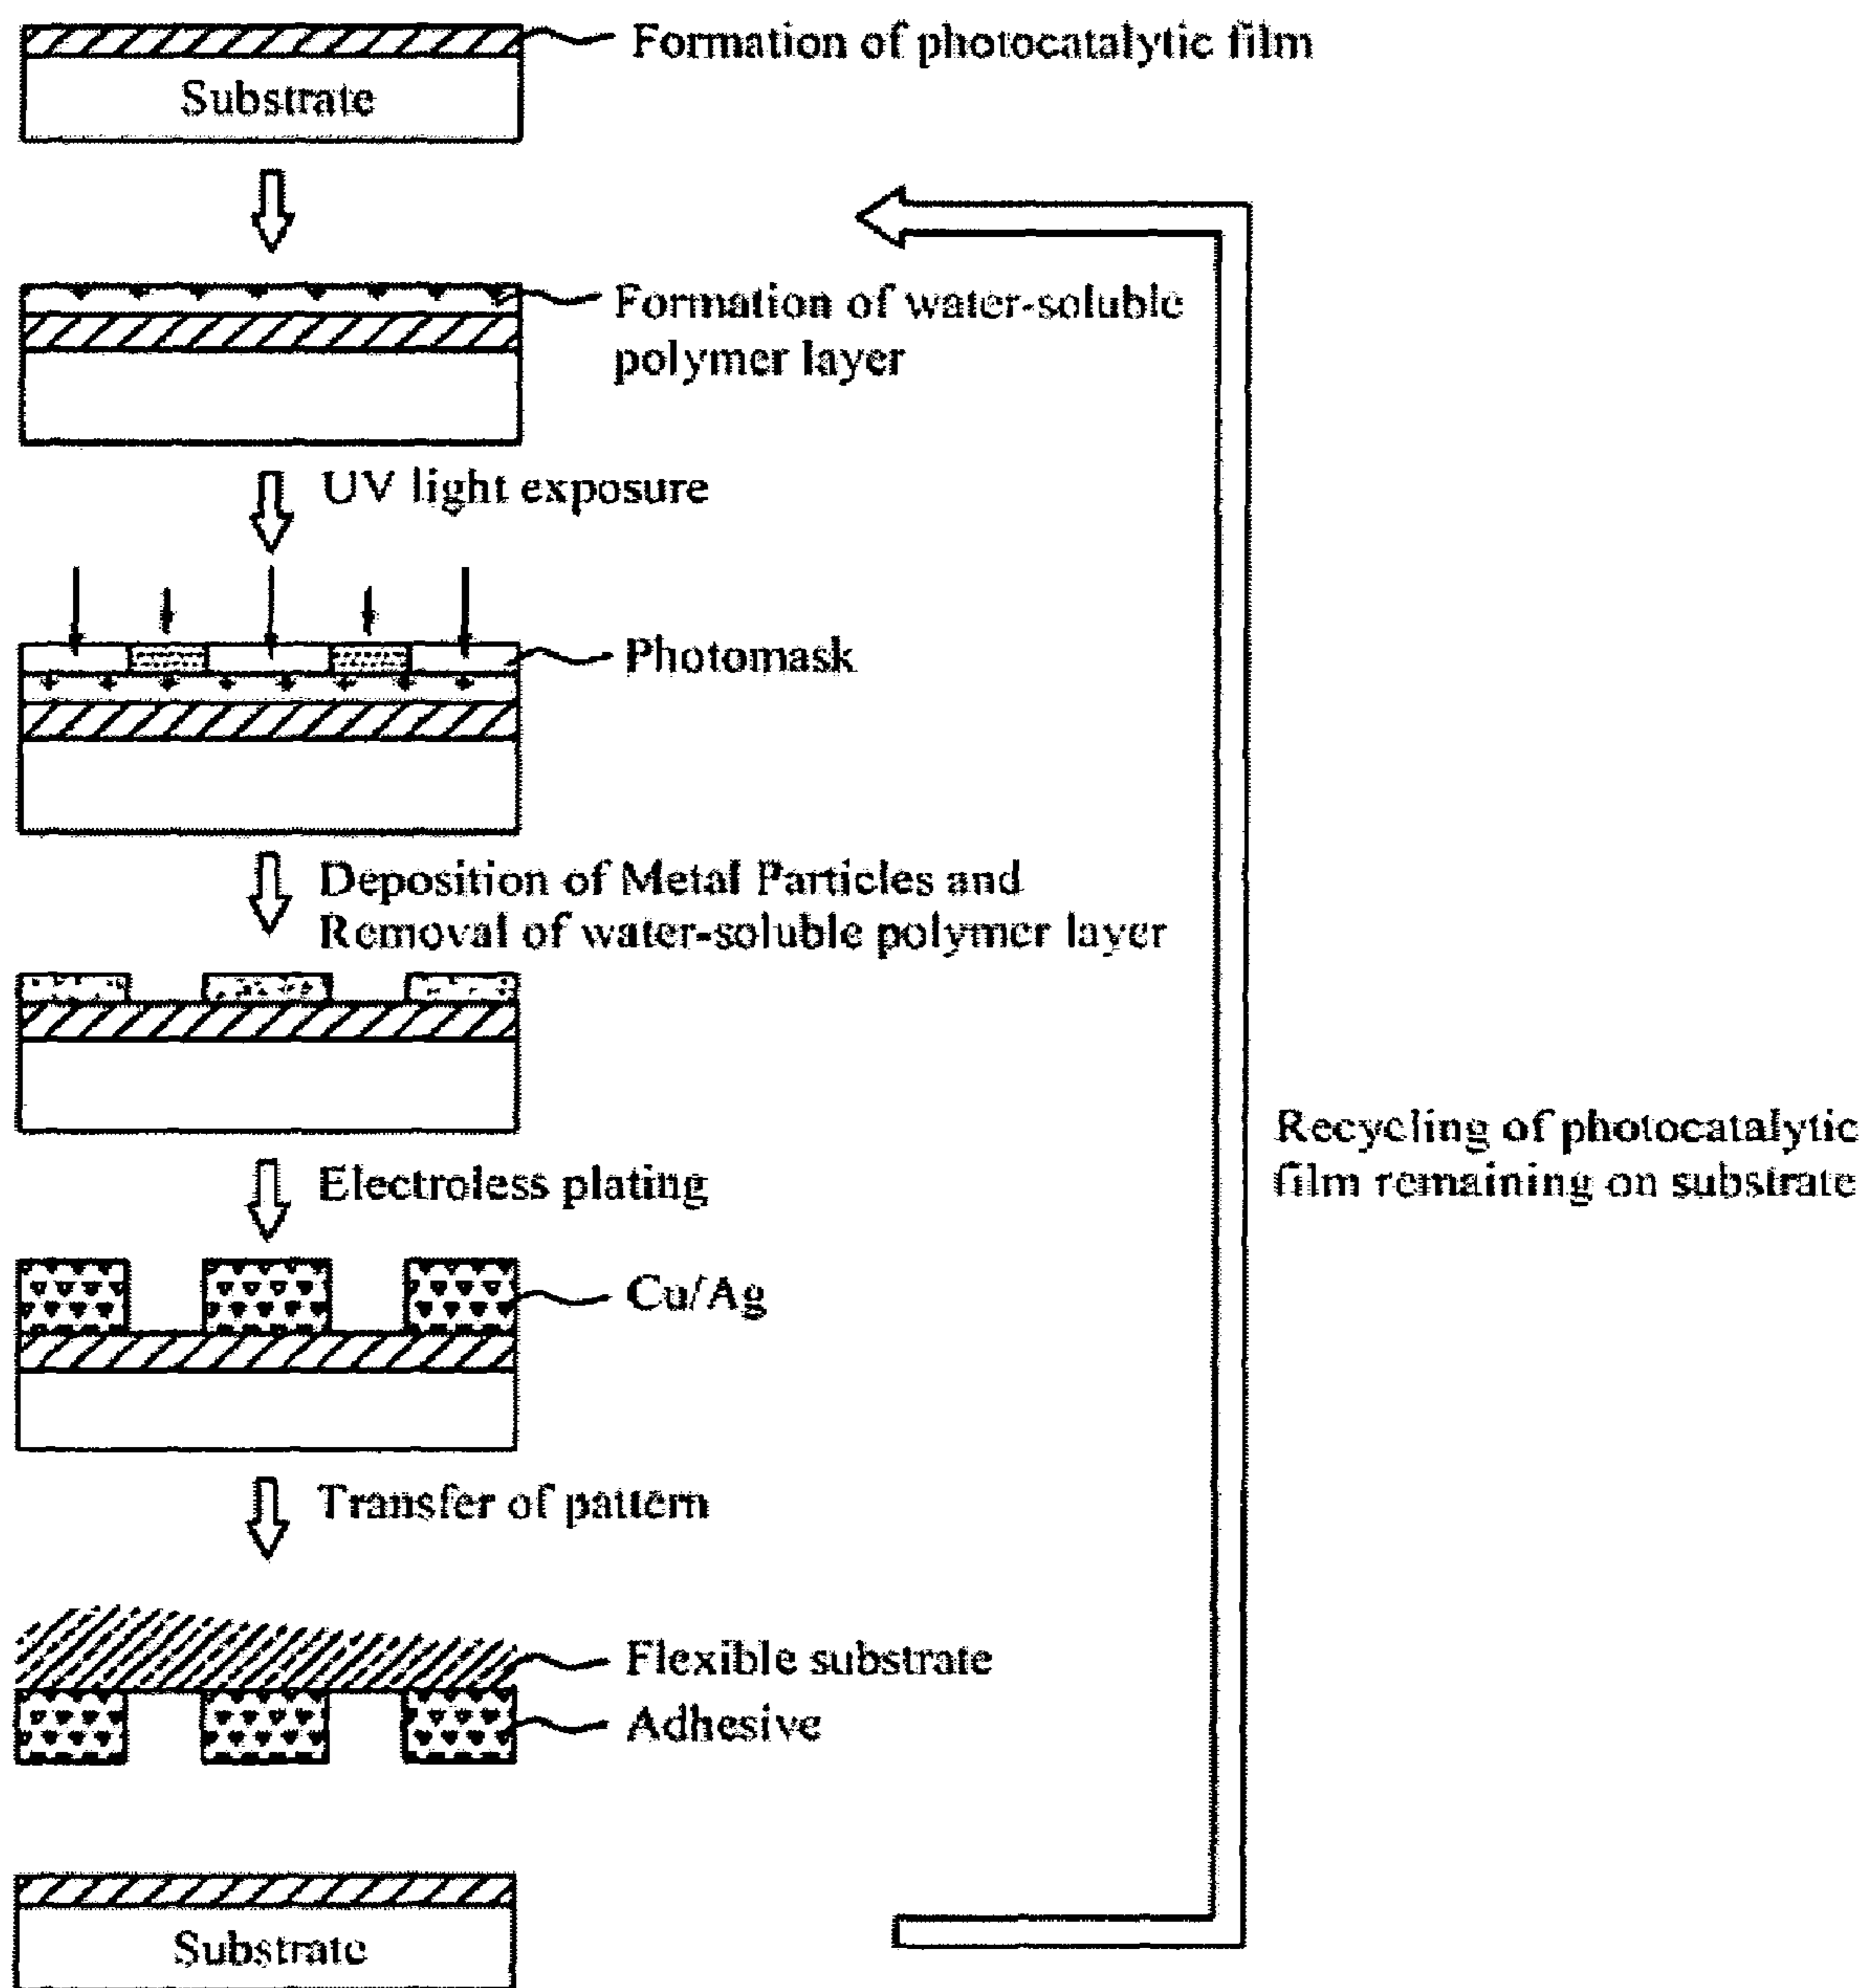 Formation of photocatalytic film
Substrate
Formation of water-soluble
polymer layer
UV light exposure
Photomask
Deposition of Metal Particles and
Removal of water-soluble polymer layer
Electroless plating
Cu/Ag
Transfer of pattern
Flexible substrate
Adhesive
Substrate
Recycling of photocatalytic
film remaining on substrate